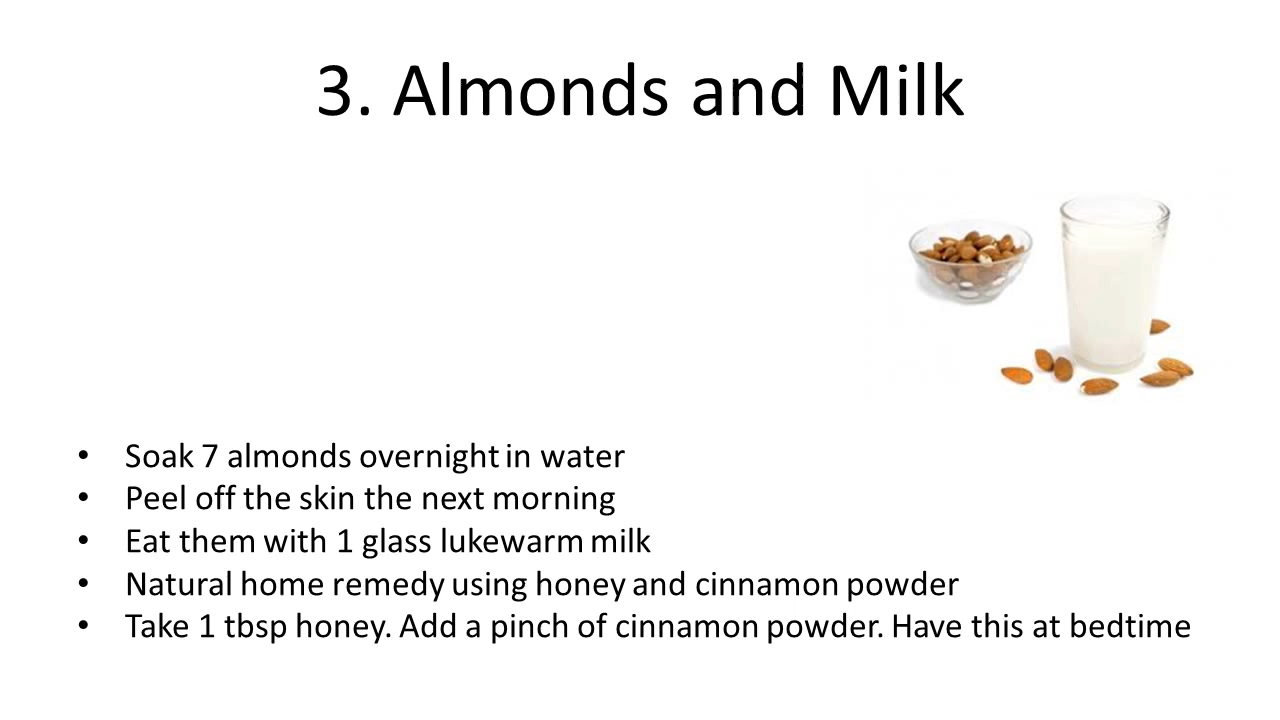 3. Almonds and Milk
• Soak 7 almonds overnight in water
• Peel off the skin the next morning
• Eat them with 1 glass lukewarm milk
• Natural home remedy using honey and cinnamon powder
• Take 1 tbsp honey. Add a pinch of cinnamon powder. Have this at bedtime